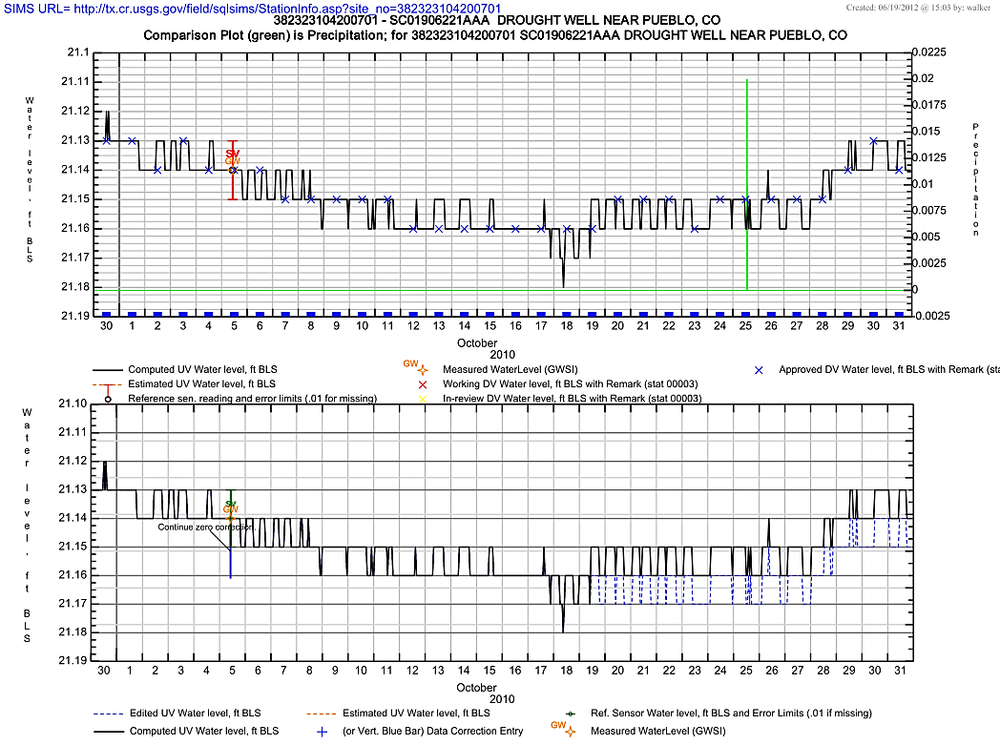 SIMS URL= http://tx.cr.usgs.gov/field/sqlsims/StationInfo.asp?site_no=382323104200701
Created: 06/19/2012 @ 15:03 by: walker
382323104200701 - SC01906221AAA DROUGHT WELL NEAR PUEBLO, CO
Comparison Plot (green) is Precipitation; for 382323104200701 SC01906221AAA DROUGHT WELL NEAR PUEBLO, CO
Water level, ft BLS
21.1
21.11
21.12
21.13
21.14
21.15
21.16
21.17
21.18
21.19
SV
GW
0.0225
0.02
0.0175
0.015
0.0125
0.01
0.0075
0.005
0.0025
0
-0.0025
Precipitation
30 1 2 3 4 5 6 7 8 9 10 11 12 13 14 15 16 17 18 19 20 21 22 23 24 25 26 27 28 29 30 31
October
2010
Computed UV Water level, ft BLS
Estimated UV Water level, ft BLS
Reference sen. reading and error limits (.01 for missing)
GW Measured WaterLevel (GWSI)
Working DV Water level, ft BLS with Remark (stat 00003)
In-review DV Water level, ft BLS with Remark (stat 00003)
Approved DV Water level, ft BLS with Remark (sta
Water level, ft BLS
21.10
21.11
21.12
21.13
21.14
21.15
21.16
21.17
21.18
21.19
SV
GW
Continue zero correction.
30 1 2 3 4 5 6 7 8 9 10 11 12 13 14 15 16 17 18 19 20 21 22 23 24 25 26 27 28 29 30 31
October
2010
Edited UV Water level, ft BLS
Computed UV Water level, ft BLS
Estimated UV Water level, ft BLS
(or Vert. Blue Bar) Data Correction Entry
Ref. Sensor Water level, ft BLS and Error Limits (.01 if missing)
GW Measured WaterLevel (GWSI)